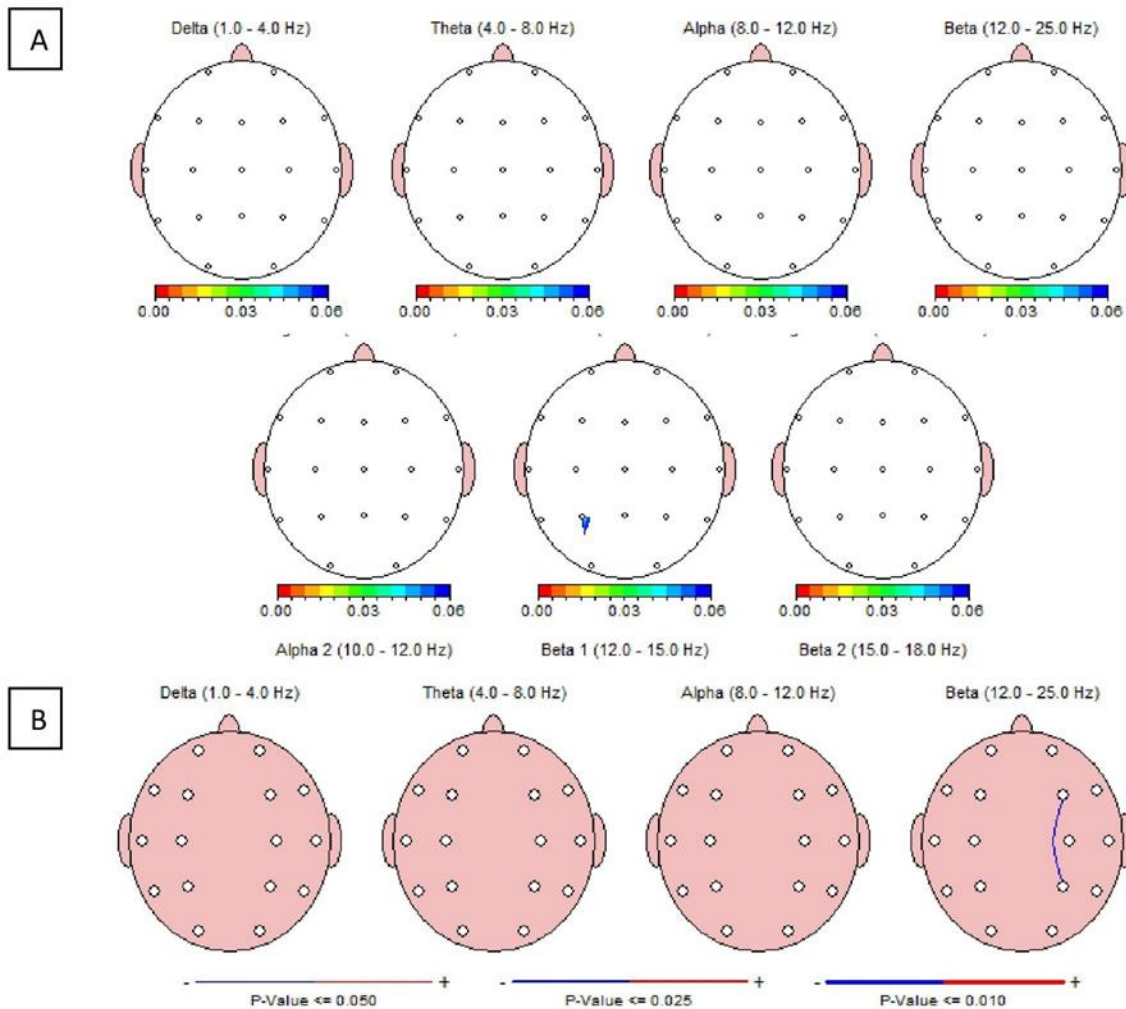 A
Delta (1.0 - 4.0 Hz) Theta (4.0 - 8.0 Hz) Alpha (8.0 - 12.0 Hz) Beta (12.0 - 25.0 Hz)
0.00 0.03 0.06 0.00 0.03 0.06 0.00 0.03 0.06 0.00 0.03 0.06
0.00 0.03 0.06 0.00 0.03 0.06 0.00 0.03 0.06
Alpha 2 (10.0 - 12.0 Hz) Beta 1 (12.0 - 15.0 Hz) Beta 2 (15.0 - 18.0 Hz)
B
Delta (1.0 - 4.0 Hz) Theta (4.0 - 8.0 Hz) Alpha (8.0 - 12.0 Hz) Beta (12.0 - 25.0 Hz)
- + - + - +
P-Value <= 0.050 P-Value <= 0.025 P-Value <= 0.010